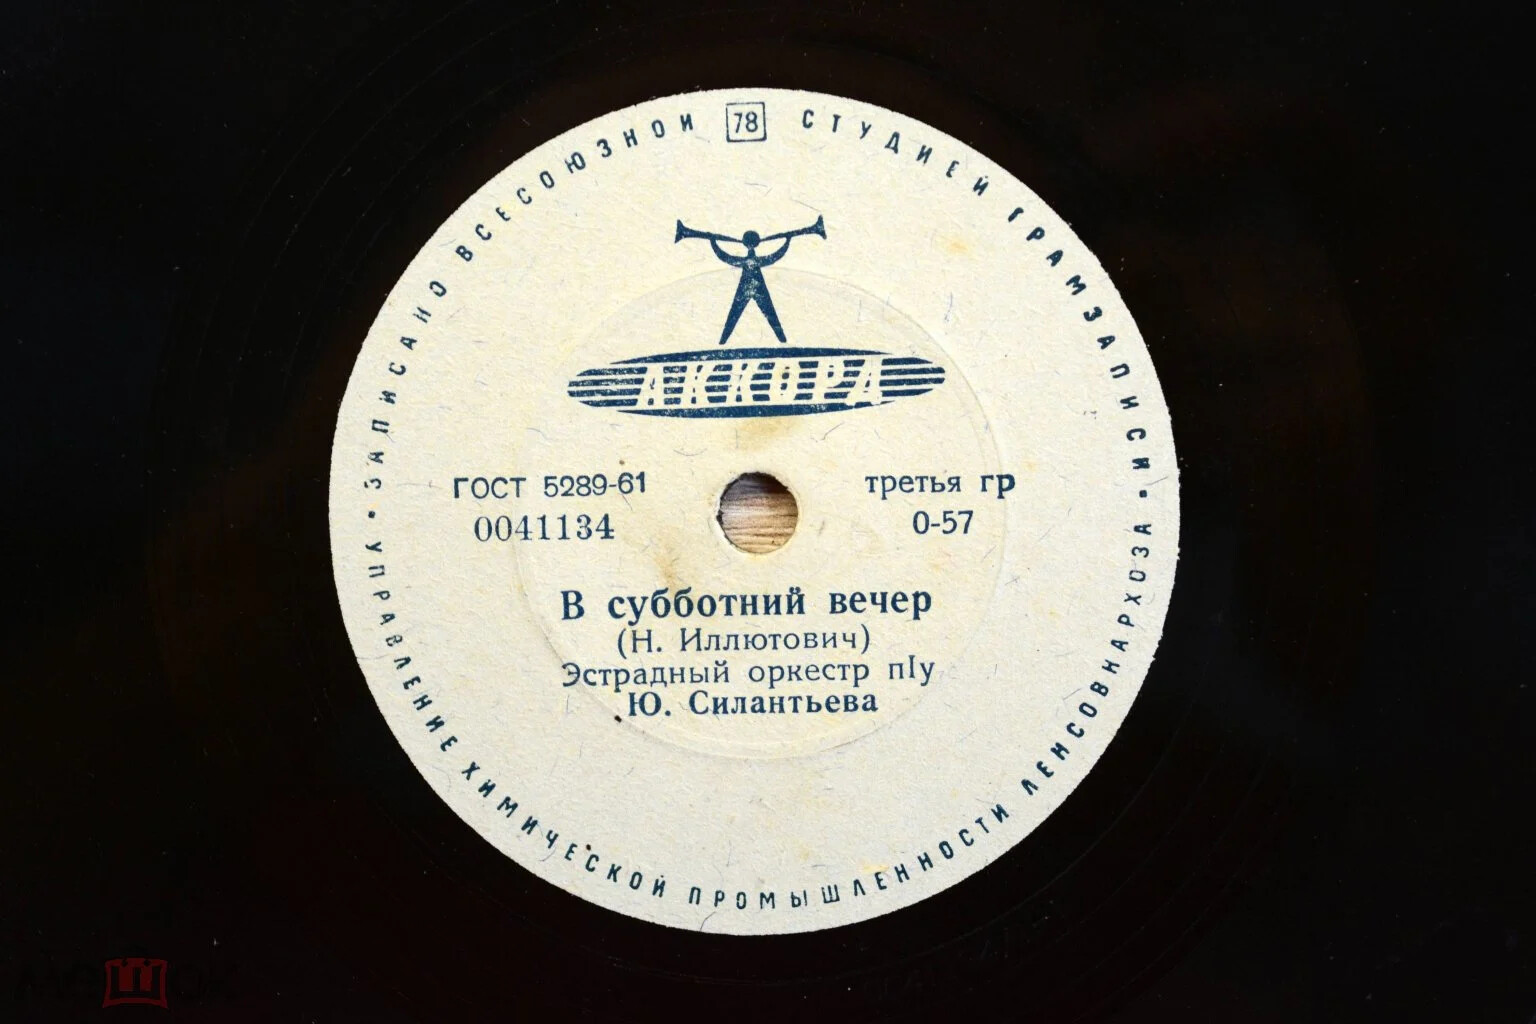 ЗАПИСАНО ВСЕСОЮЗНОЙ 78 СТУДИЕЙ ГРАМЗАПИСИ
АККОРД
ГОСТ 5289-61
третья гр
0041134
0-57
В субботний вечер
(Н. Иллютович)
Эстрадный оркестр п/у
Ю. Силантьева
• УПРАВЛЕНИЕ ХИМИЧЕСКОЙ ПРОМЫШЛЕННОСТИ ЛЕНСОВНАРХОЗА •
мешок